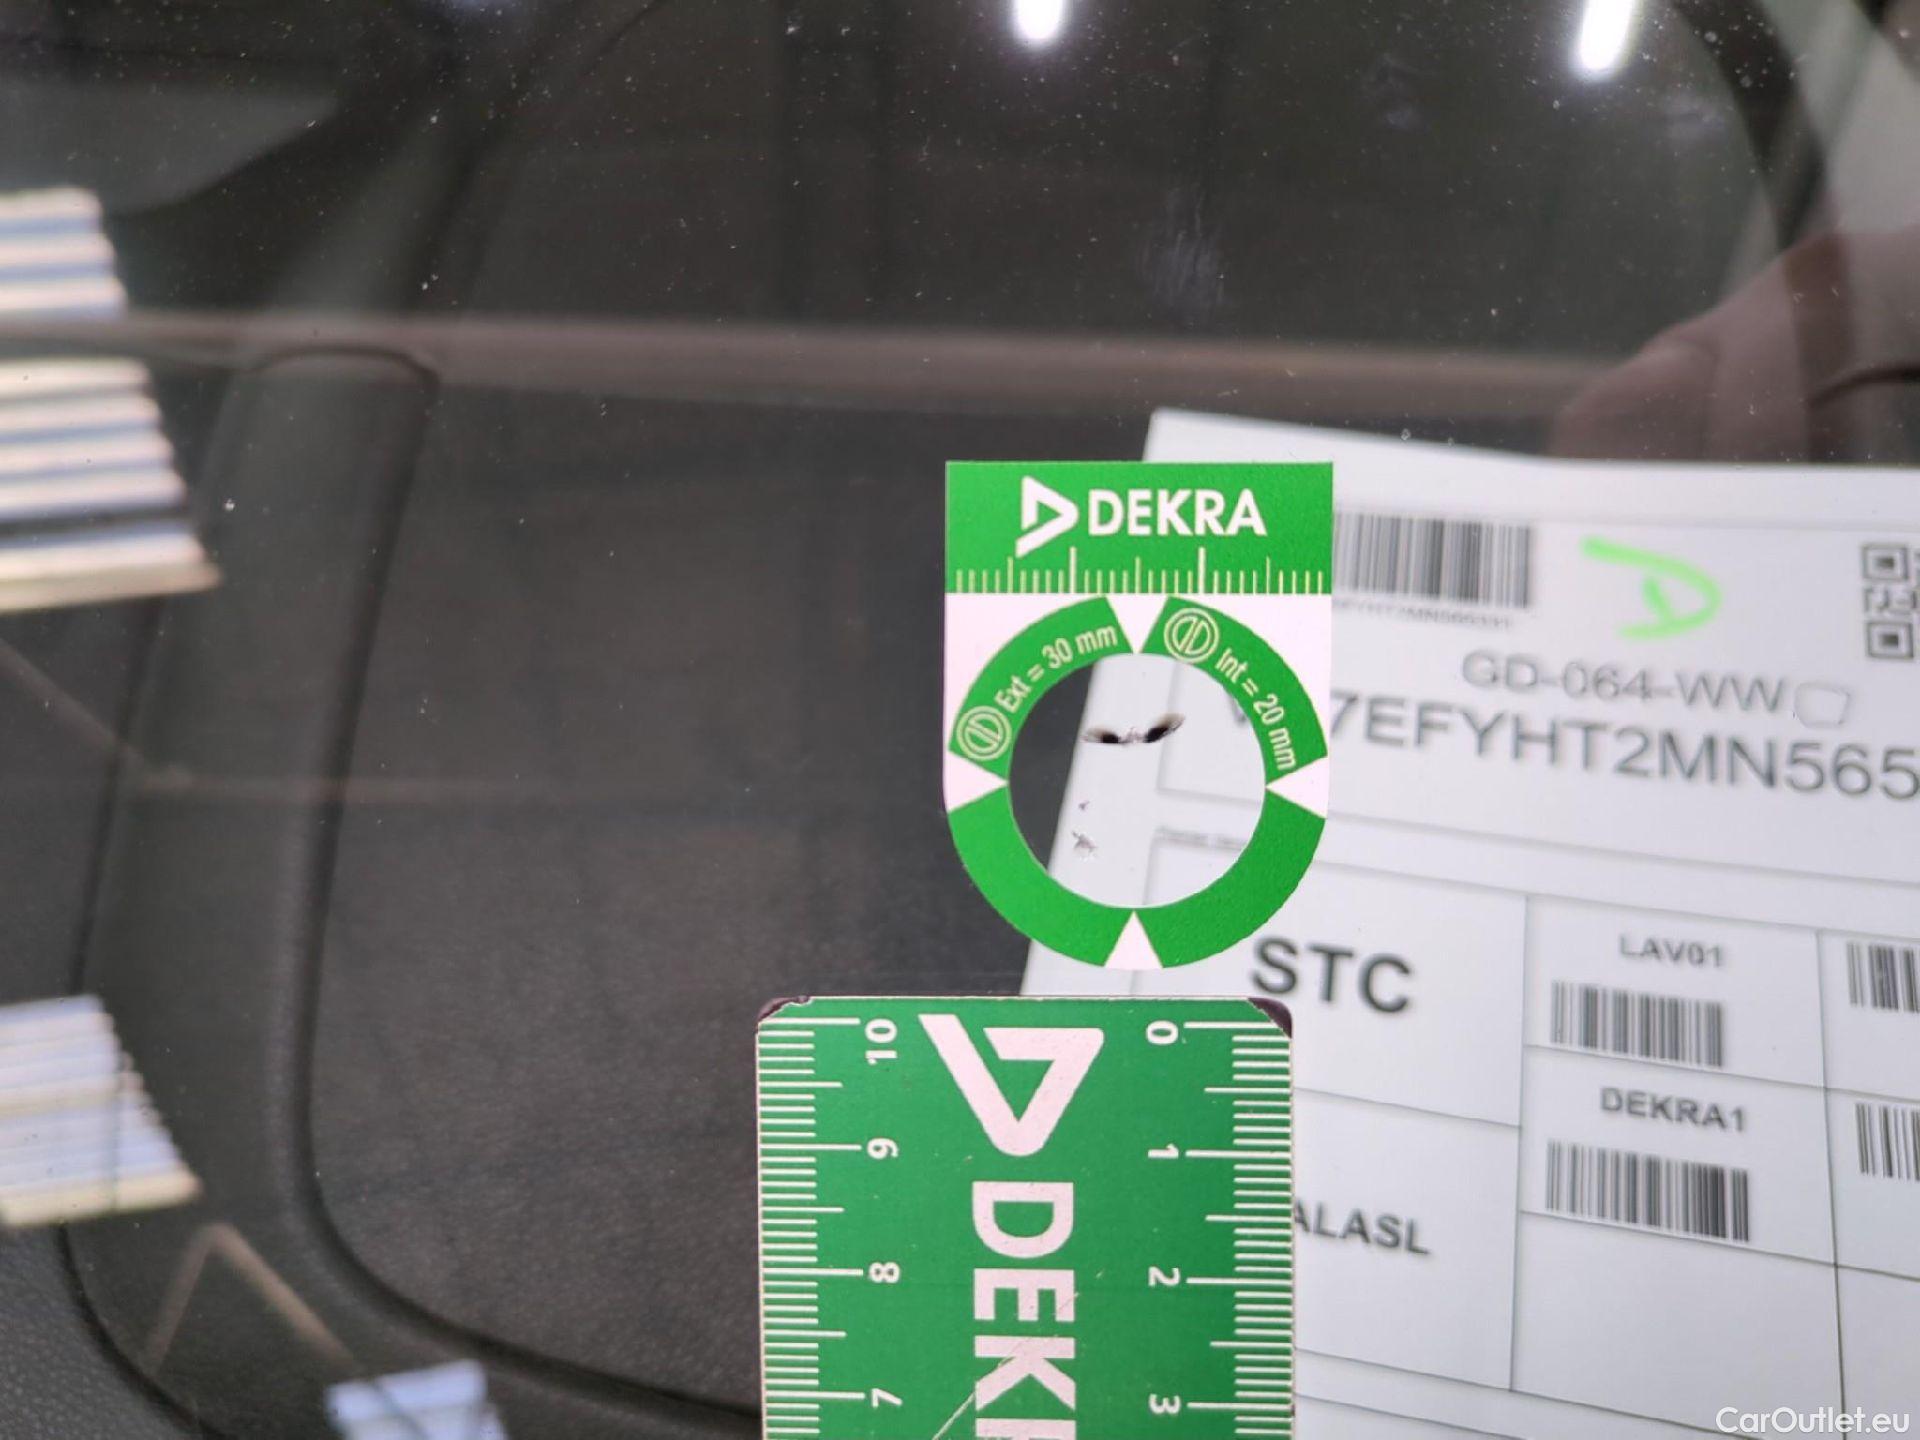 DEKRA
Ext = 30 mm
Int = 20 mm
D
GD-064-WW
7EFYHT2MN565
STC
LAV01
DEKRA1
ALASL
10
9
8
7
0
1
2
3
DEK
CarOutlet.eu